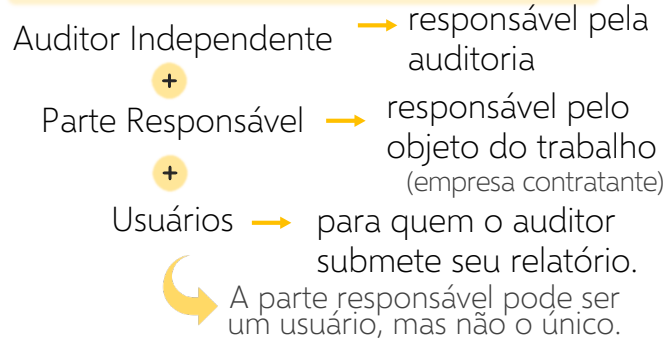 Auditor Independente → responsável pela
auditoria
+
Parte Responsável → responsável pelo
objeto do trabalho
(empresa contratante)
+
Usuários → para quem o auditor
submete seu relatório.
A parte responsável pode ser
um usuário, mas não o único.